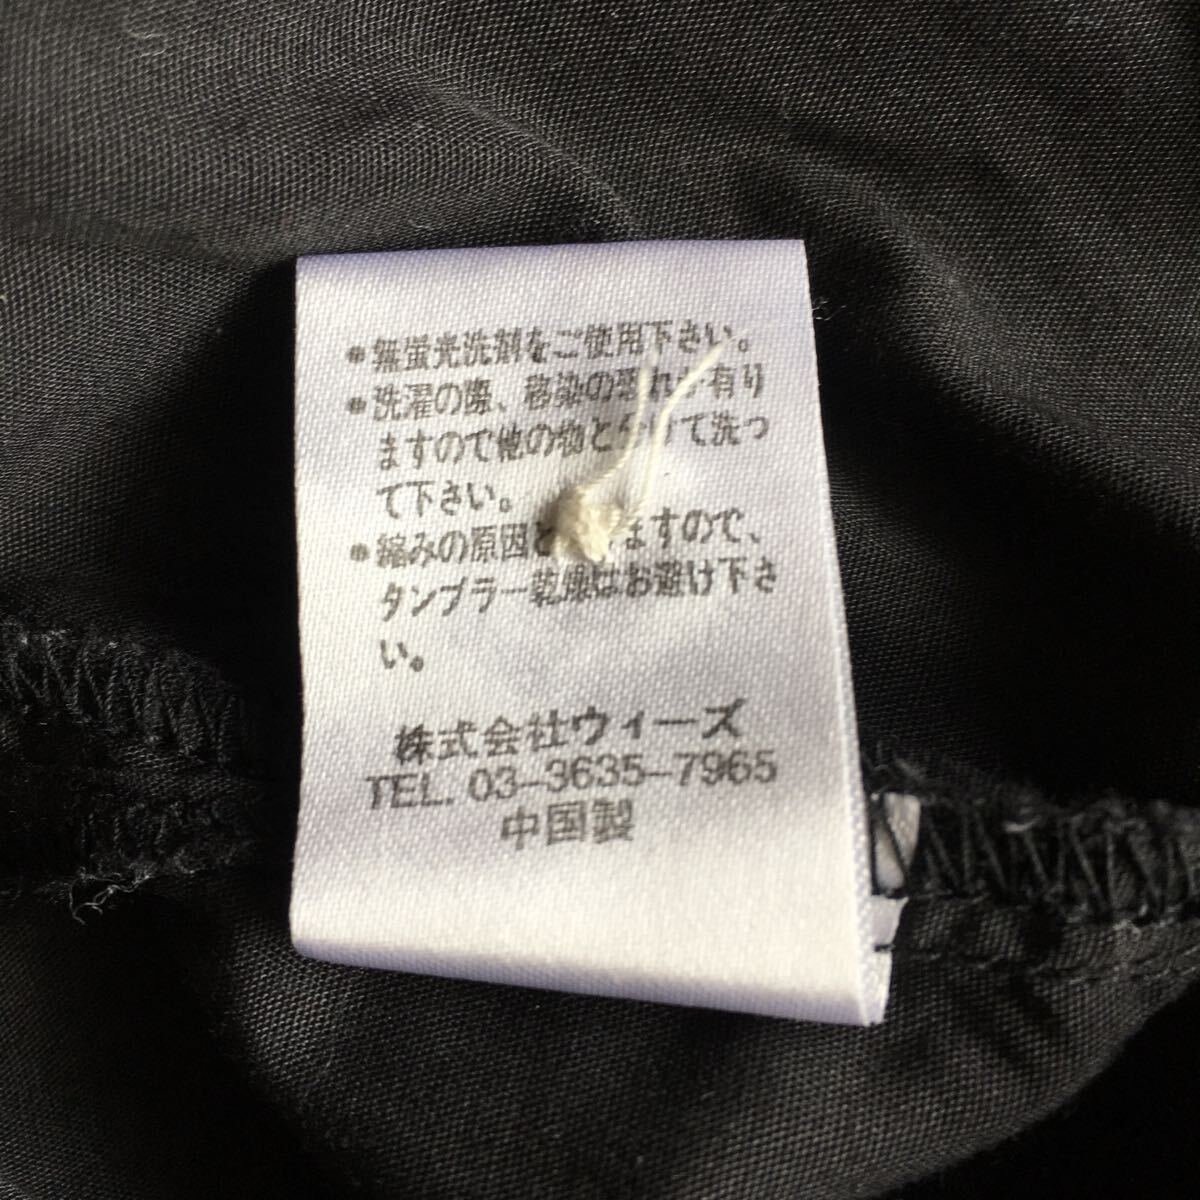 ●無蛍光洗剤をご使用下さい。
●洗濯の際、移染の恐れが有り
ますので他の物と分けて洗っ
て下さい。
●縮みの原因と ますので、
タンブラー乾燥はお避け下さ
い。
株式会社ウィーズ
TEL. 03-3635-7965
中国製